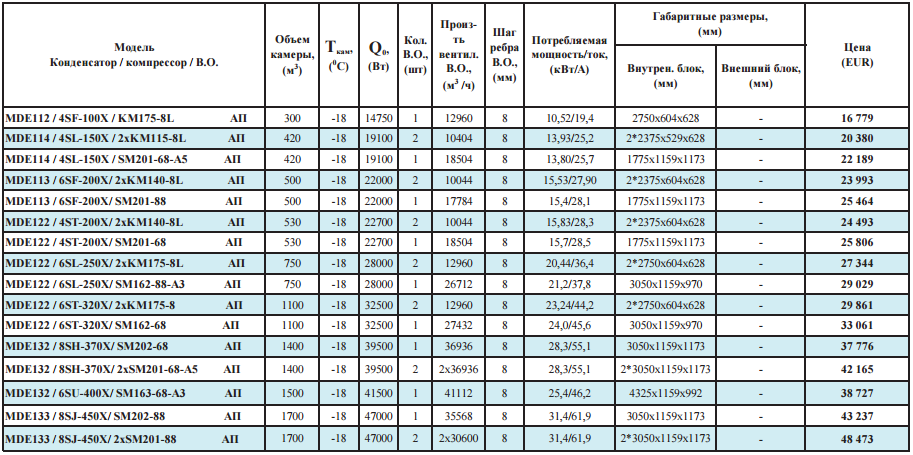 Модель
Конденсатор / компрессор / В.О.
Объем
камеры,
(м³)
Ткам,
(⁰C)
Q₀,
(Вт)
Кол.
В.О.,
(шт)
Произ-
ть
вентил.
В.О.,
(м³ /ч)
Шаг
ребра
В.О.,
(мм)
Потребляемая
мощность/ток,
(кВт/А)
Габаритные размеры,
(мм)
Внутрен. блок,
(мм)
Внешний блок,
(мм)
Цена
(EUR)
MDE112 / 4SF-100X / KM175-8L АП 300 -18 14750 1 12960 8 10,52/19,4 2750x604x628 - 16 779
MDE114 / 4SL-150X / 2xKM115-8L АП 420 -18 19100 2 10404 8 13,93/25,2 2*2375x529x628 - 20 380
MDE114 / 4SL-150X / SM201-68-A5 АП 420 -18 19100 1 18504 8 13,80/25,7 1775x1159x1173 - 22 189
MDE113 / 6SF-200X/ 2xKM140-8L АП 500 -18 22000 2 10044 8 15,53/27,90 2*2375x604x628 - 23 993
MDE113 / 6SF-200X/ SM201-88 АП 500 -18 22000 1 17784 8 15,4/28,1 1775x1159x1173 - 25 464
MDE122 / 4ST-200X/ 2xKM140-8L АП 530 -18 22700 2 10044 8 15,83/28,3 2*2375x604x628 - 24 493
MDE122 / 4ST-200X/ SM201-68 АП 530 -18 22700 1 18504 8 15,7/28,5 1775x1159x1173 - 25 806
MDE122 / 6SL-250X/ 2xKM175-8L АП 750 -18 28000 2 12960 8 20,44/36,4 2*2750x604x628 - 27 344
MDE122 / 6SL-250X/ SM162-88-A3 АП 750 -18 28000 1 26712 8 21,2/37,8 3050x1159x970 - 29 029
MDE122 / 6ST-320X/ 2xKM175-8 АП 1100 -18 32500 2 12960 8 23,24/44,2 2*2750x604x628 - 29 861
MDE122 / 6ST-320X/ SM162-68 АП 1100 -18 32500 1 27432 8 24,0/45,6 3050x1159x970 - 33 061
MDE132 / 8SH-370X/ SM202-68 АП 1400 -18 39500 1 36936 8 28,3/55,1 3050x1159x1173 - 37 776
MDE132 / 8SH-370X/ 2xSM201-68-A5 АП 1400 -18 39500 2 2x36936 8 28,3/55,1 2*3050x1159x1173 - 42 165
MDE132 / 6SU-400X/ SM163-68-A3 АП 1500 -18 41500 1 41112 8 25,4/46,2 4325x1159x992 - 38 727
MDE133 / 8SJ-450X/ SM202-88 АП 1700 -18 47000 1 35568 8 31,4/61,9 3050x1159x1173 - 43 237
MDE133 / 8SJ-450X/ 2xSM201-88 АП 1700 -18 47000 2 2x30600 8 31,4/61,9 2*3050x1159x1173 - 48 473